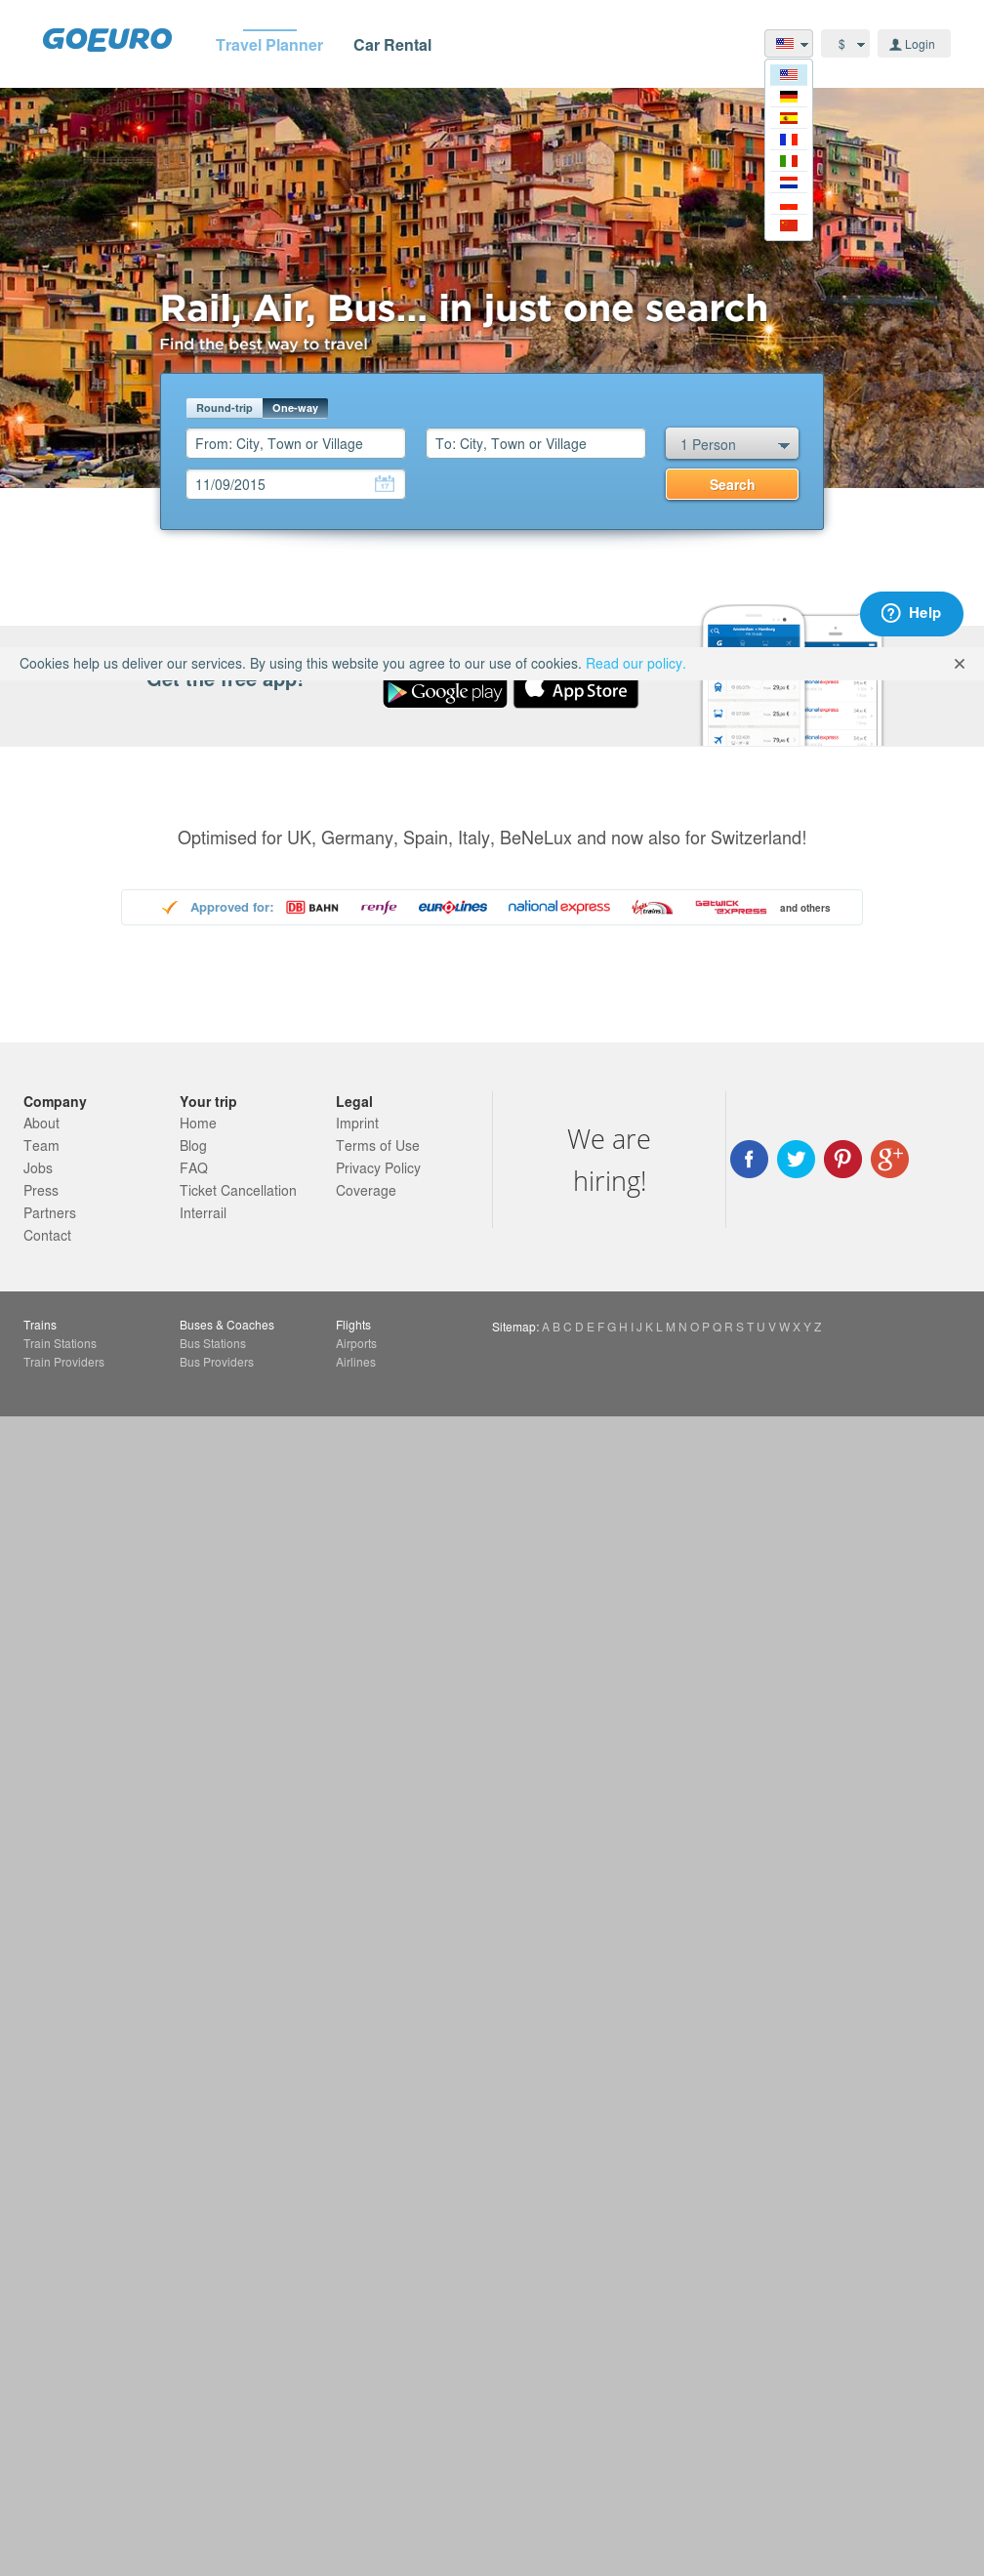 GOEURO
Travel Planner
Car Rental
$
Login
Rail, Air, Bus... in just one search
Find the best way to travel
Round-trip
One-way
From: City, Town or Village
To: City, Town or Village
1 Person
11/09/2015
17
Search
Help
Cookies help us deliver our services. By using this website you agree to our use of cookies. Read our policy.
Get the free app!
Google play
App Store
Optimised for UK, Germany, Spain, Italy, BeNeLux and now also for Switzerland!
Approved for:
DB BAHN
renfe
eurolines
national express
Virgin trains
GATWICK EXPRESS
and others
Company
About
Team
Jobs
Press
Partners
Contact
Your trip
Home
Blog
FAQ
Ticket Cancellation
Interrail
Legal
Imprint
Terms of Use
Privacy Policy
Coverage
We are
hiring!
Trains
Train Stations
Train Providers
Buses & Coaches
Bus Stations
Bus Providers
Flights
Airports
Airlines
Sitemap: A B C D E F G H I J K L M N O P Q R S T U V W X Y Z